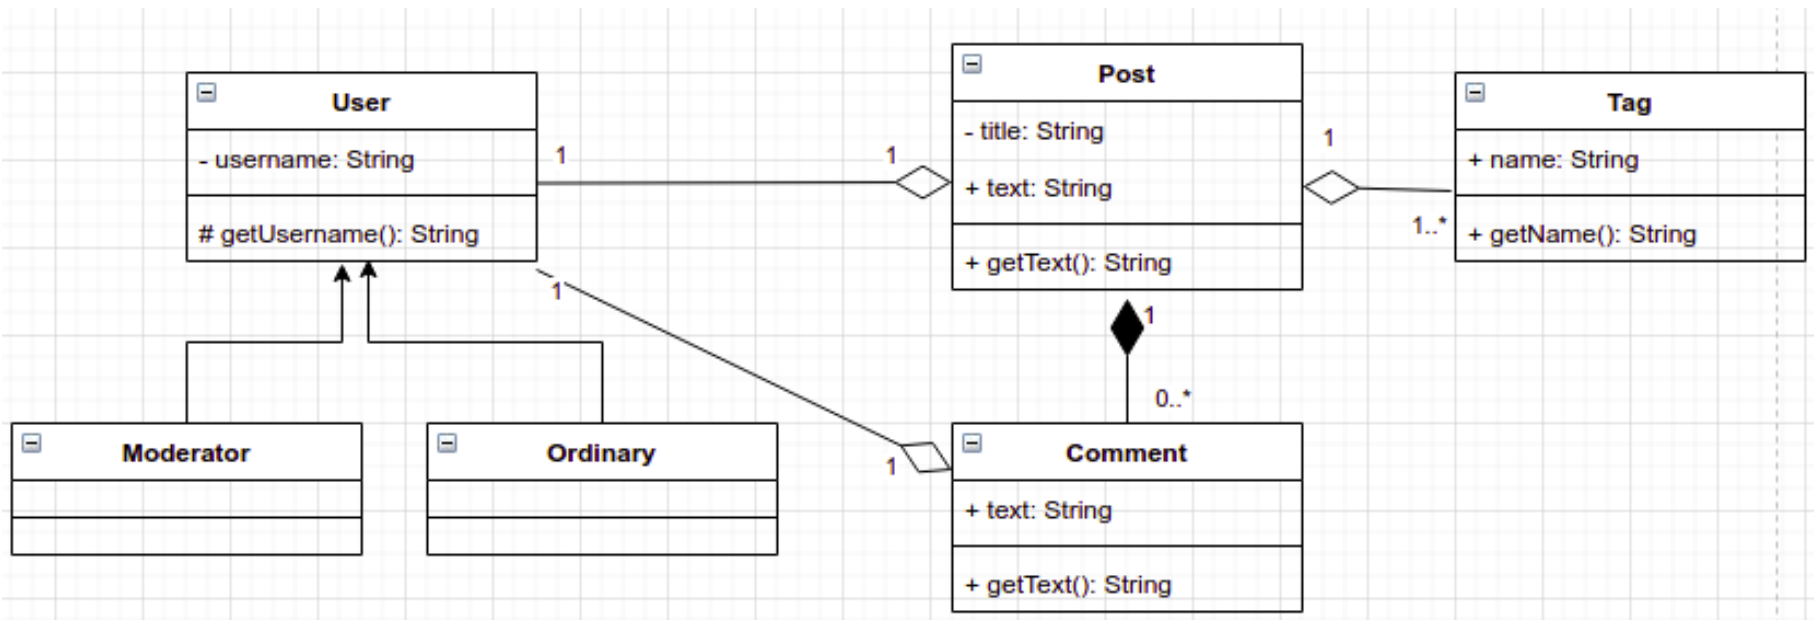 User
- username: String
# getUsername(): String
1
1
Post
- title: String
+ text: String
+ getText(): String
1
1..*
Tag
+ name: String
+ getName(): String
1
1
1
0..*
Moderator
Ordinary
Comment
+ text: String
+ getText(): String